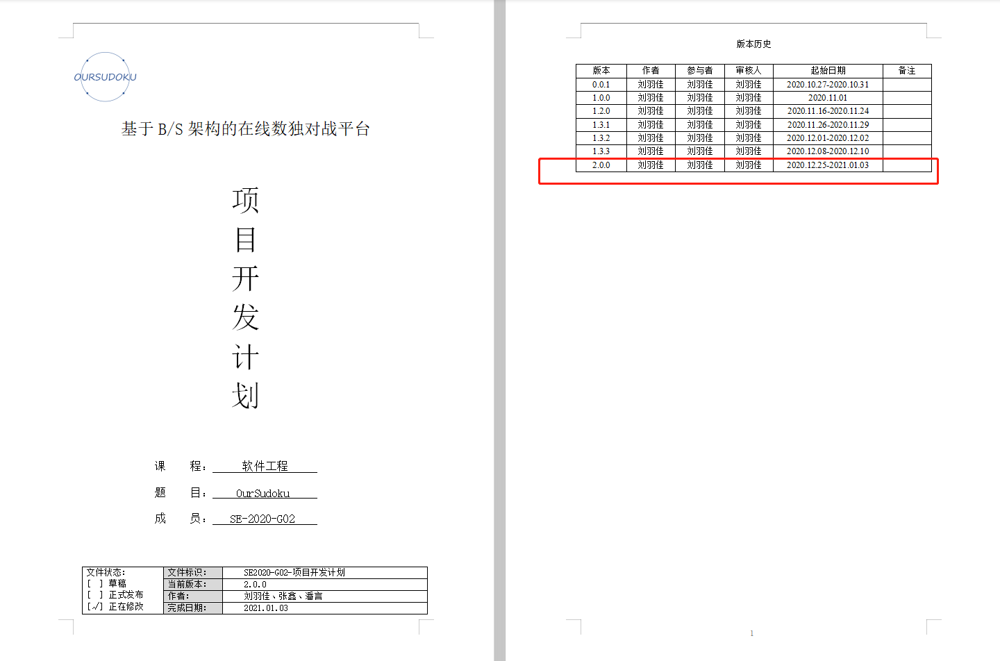 OURSUDOKU
基于 B/S 架构的在线数独对战平台
项
目
开
发
计
划
课 程： 软件工程
题 目： OurSudoku
成 员： SE-2020-G02
文件状态：
[ ] 草稿
[ ] 正式发布
[√] 正在修改
文件标识： SE2020-G02-项目开发计划
当前版本： 2.0.0
作者： 刘羽佳、张鑫、潘言
完成日期： 2021.01.03
版本历史
版本 作者 参与者 审核人 起始日期 备注
0.0.1 刘羽佳 刘羽佳 刘羽佳 2020.10.27-2020.10.31
1.0.0 刘羽佳 刘羽佳 刘羽佳 2020.11.01
1.2.0 刘羽佳 刘羽佳 刘羽佳 2020.11.16-2020.11.24
1.3.1 刘羽佳 刘羽佳 刘羽佳 2020.11.26-2020.11.29
1.3.2 刘羽佳 刘羽佳 刘羽佳 2020.12.01-2020.12.02
1.3.3 刘羽佳 刘羽佳 刘羽佳 2020.12.08-2020.12.10
2.0.0 刘羽佳 刘羽佳 刘羽佳 2020.12.25-2021.01.03
1